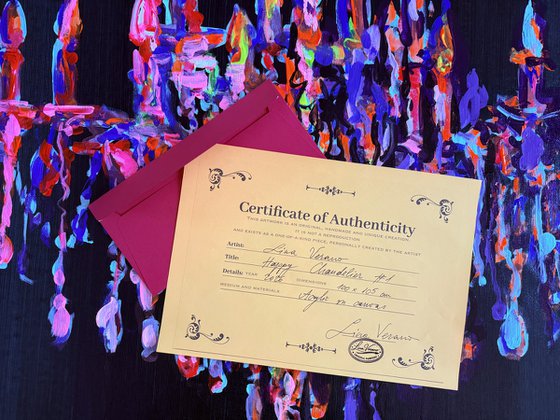 Certificate of Authenticity
THIS ARTWORK IS AN ORIGINAL, HANDMADE AND UNIQUE CREATION.
IT IS NOT A REPRODUCTION
AND EXISTS AS A ONE-OF-A-KIND PIECE, PERSONALLY CREATED BY THE ARTIST
Artist: Lina Verano
Title: Happy Chandelier #1
Details: YEAR DIMENSIONS 100 x 105 cm
MEDIUM AND MATERIALS Acrylic on canvas
Lina Verano
Lina Verano